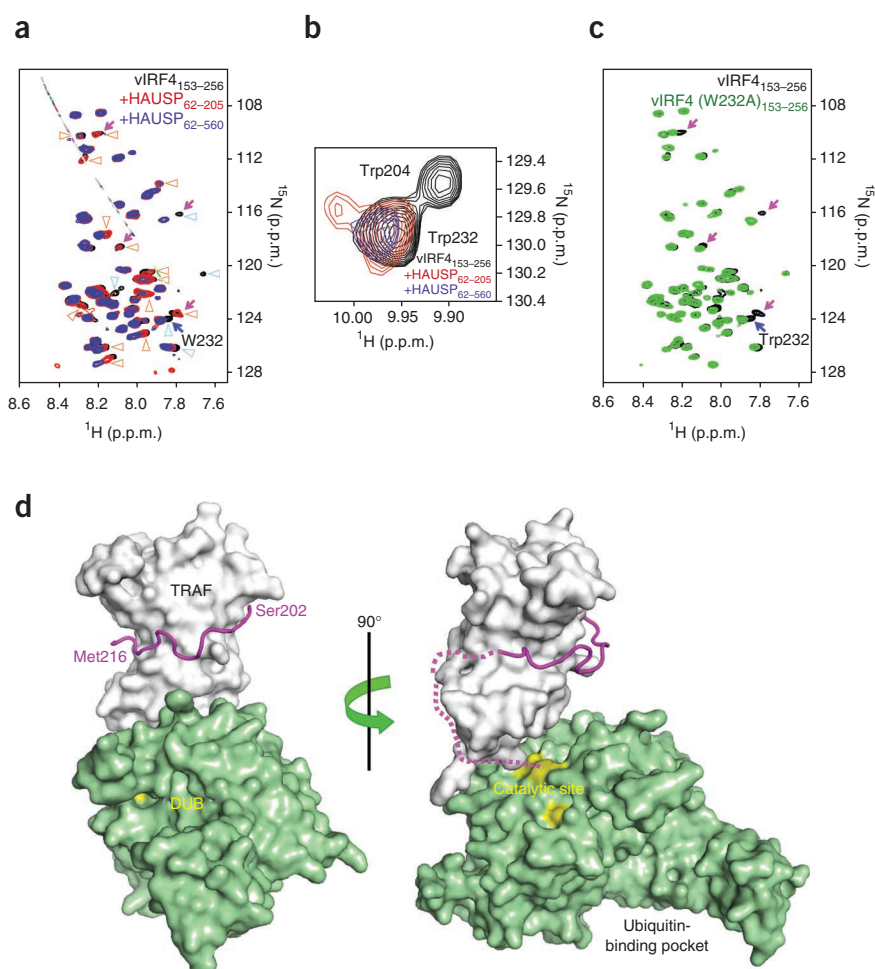 a
vIRF4153–256
+HAUSP62–205
+HAUSP62–560
108
112
116
120
124
128
15N (p.p.m.)
W232
8.6 8.4 8.2 8.0 7.8 7.6
1H (p.p.m.)
b
Trp204
Trp232
vIRF4153–256
+HAUSP62–205
+HAUSP62–560
129.4
129.6
129.8
130.0
130.2
130.4
15N (p.p.m.)
10.00 9.95 9.90
1H (p.p.m.)
c
vIRF4153–256
vIRF4 (W232A)153–256
108
112
116
120
124
128
15N (p.p.m.)
Trp232
8.6 8.4 8.2 8.0 7.8 7.6
1H (p.p.m.)
d
TRAF
Ser202
Met216
DUB
90°
Catalytic site
Ubiquitin-
binding pocket